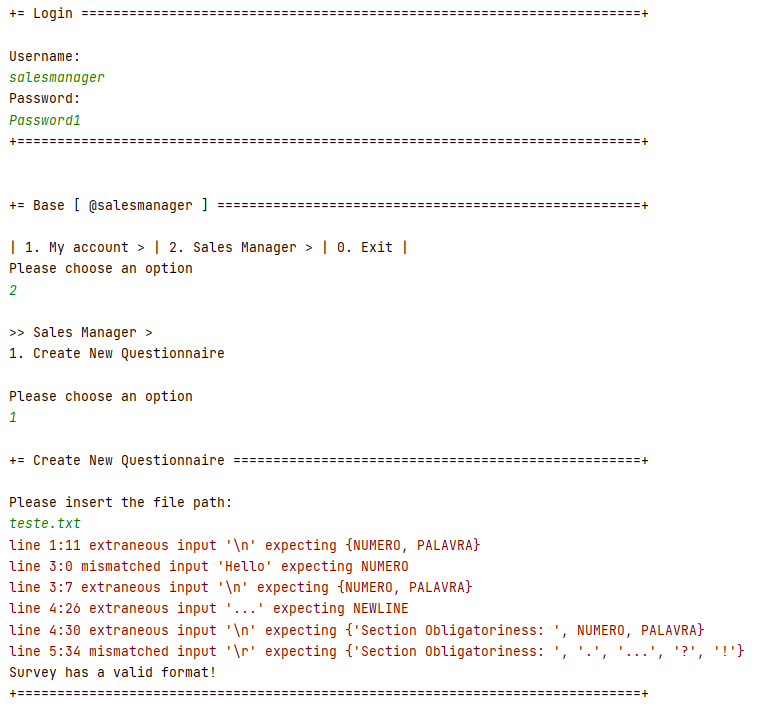 += Login ======================================================================+
Username:
salesmanager
Password:
Password1
+==============================================================================+
+= Base [ @salesmanager ] =====================================================+
| 1. My account > | 2. Sales Manager > | 0. Exit |
Please choose an option
2
>> Sales Manager >
1. Create New Questionnaire
Please choose an option
1
+= Create New Questionnaire ===================================================+
Please insert the file path:
teste.txt
line 1:11 extraneous input '\n' expecting {NUMERO, PALAVRA}
line 3:0 mismatched input 'Hello' expecting NUMERO
line 3:7 extraneous input '\n' expecting {NUMERO, PALAVRA}
line 4:26 extraneous input '...' expecting NEWLINE
line 4:30 extraneous input '\n' expecting {'Section Obligatoriness: ', NUMERO, PALAVRA}
line 5:34 mismatched input '\r' expecting {'Section Obligatoriness: ', '.', '...', '?', '!'}
Survey has a valid format!
+==============================================================================+